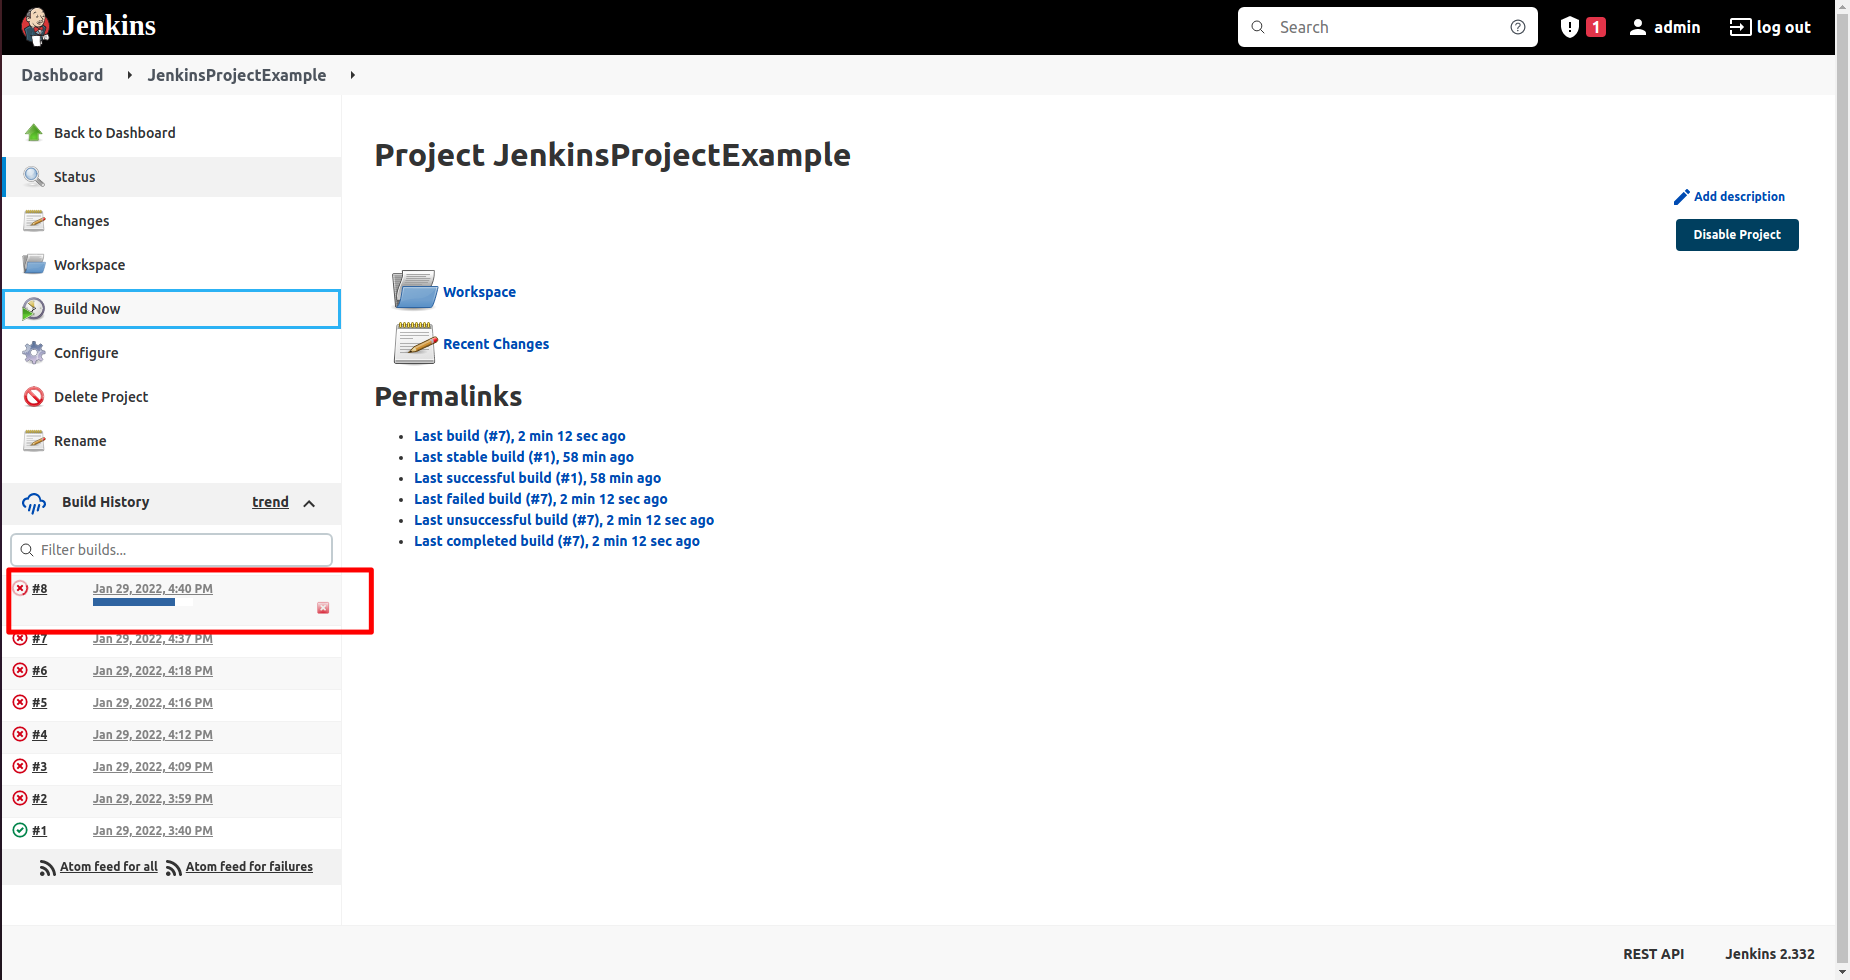 Jenkins
Search
1
admin
log out
Dashboard
JenkinsProjectExample
Back to Dashboard
Status
Changes
Workspace
Build Now
Configure
Delete Project
Rename
Build History
trend
Filter builds...
#8 Jan 29, 2022, 4:40 PM
#7 Jan 29, 2022, 4:37 PM
#6 Jan 29, 2022, 4:18 PM
#5 Jan 29, 2022, 4:16 PM
#4 Jan 29, 2022, 4:12 PM
#3 Jan 29, 2022, 4:09 PM
#2 Jan 29, 2022, 3:59 PM
#1 Jan 29, 2022, 3:40 PM
Atom feed for all Atom feed for failures
Project JenkinsProjectExample
Add description
Disable Project
Workspace
Recent Changes
Permalinks
Last build (#7), 2 min 12 sec ago
Last stable build (#1), 58 min ago
Last successful build (#1), 58 min ago
Last failed build (#7), 2 min 12 sec ago
Last unsuccessful build (#7), 2 min 12 sec ago
Last completed build (#7), 2 min 12 sec ago
REST API
Jenkins 2.332